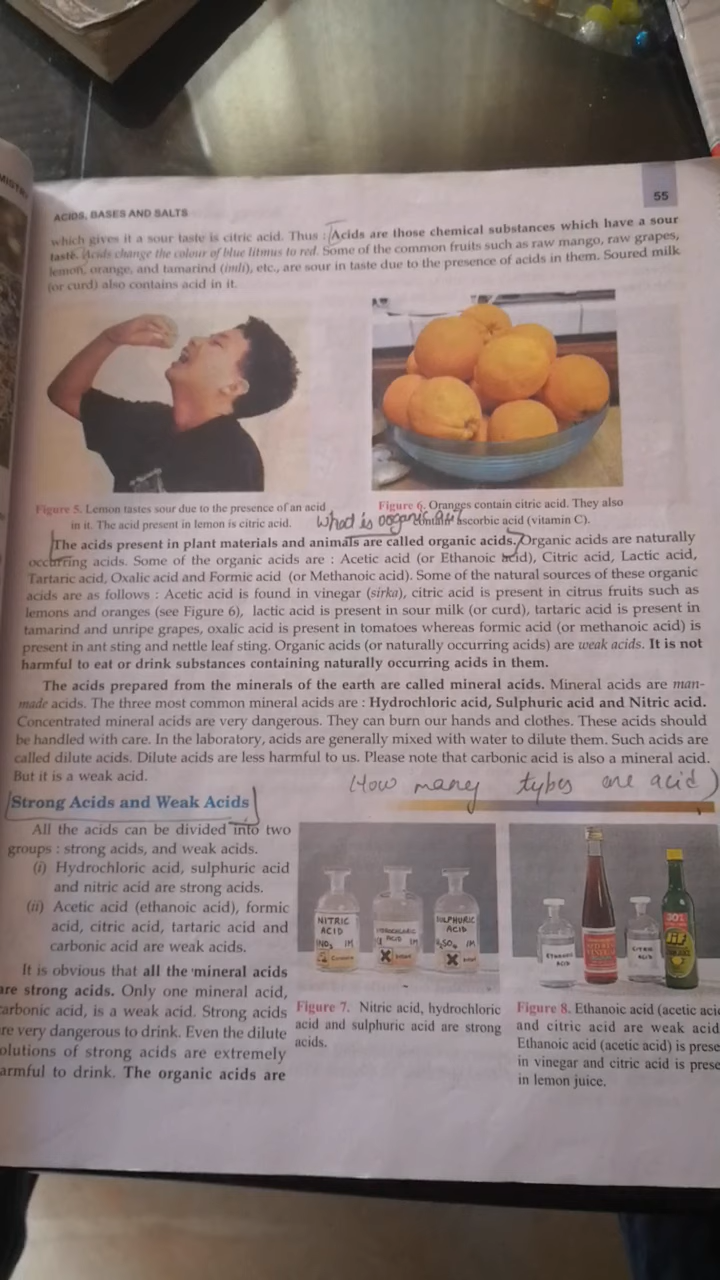 55
ACIDS, BASES AND SALTS
which gives it a sour taste is citric acid. Thus : Acids are those chemical substances which have a sour
taste. Acids change the colour of blue litmus to red. Some of the common fruits such as raw mango, raw grapes,
lemon, orange, and tamarind (imli), etc., are sour in taste due to the presence of acids in them. Soured milk
(or curd) also contains acid in it.
Figure 5. Lemon tastes sour due to the presence of an acid
in it. The acid present in lemon is citric acid.
Figure 6. Oranges contain citric acid. They also
contain ascorbic acid (vitamin C).
What is
The acids present in plant materials and animals are called organic acids. Organic acids are naturally
occurring acids. Some of the organic acids are : Acetic acid (or Ethanoic acid), Citric acid, Lactic acid,
Tartaric acid, Oxalic acid and Formic acid (or Methanoic acid). Some of the natural sources of these organic
acids are as follows : Acetic acid is found in vinegar (sirka), citric acid is present in citrus fruits such as
lemons and oranges (see Figure 6), lactic acid is present in sour milk (or curd), tartaric acid is present in
tamarind and unripe grapes, oxalic acid is present in tomatoes whereas formic acid (or methanoic acid) is
present in ant sting and nettle leaf sting. Organic acids (or naturally occurring acids) are weak acids. It is not
harmful to eat or drink substances containing naturally occurring acids in them.
The acids prepared from the minerals of the earth are called mineral acids. Mineral acids are man-
made acids. The three most common mineral acids are : Hydrochloric acid, Sulphuric acid and Nitric acid.
Concentrated mineral acids are very dangerous. They can burn our hands and clothes. These acids should
be handled with care. In the laboratory, acids are generally mixed with water to dilute them. Such acids are
called dilute acids. Dilute acids are less harmful to us. Please note that carbonic acid is also a mineral acid.
But it is a weak acid.
How many types are acid)
Strong Acids and Weak Acids
All the acids can be divided into two
groups : strong acids, and weak acids.
(i) Hydrochloric acid, sulphuric acid
and nitric acid are strong acids.
(ii) Acetic acid (ethanoic acid), formic
acid, citric acid, tartaric acid and
carbonic acid are weak acids.
It is obvious that all the mineral acids
are strong acids. Only one mineral acid,
carbonic acid, is a weak acid. Strong acids
re very dangerous to drink. Even the dilute
olutions of strong acids are extremely
armful to drink. The organic acids are
NITRIC
ACID
HNO₃ 1M
HYDROCHLORIC
ACID 1M
SULPHURIC
ACID
H₂SO₄ 1M
Figure 7. Nitric acid, hydrochloric
acid and sulphuric acid are strong
acids.
ETHANOIC
ACID
CITRIC
ACID
Figure 8. Ethanoic acid (acetic aci
and citric acid are weak acid
Ethanoic acid (acetic acid) is prese
in vinegar and citric acid is prese
in lemon juice.